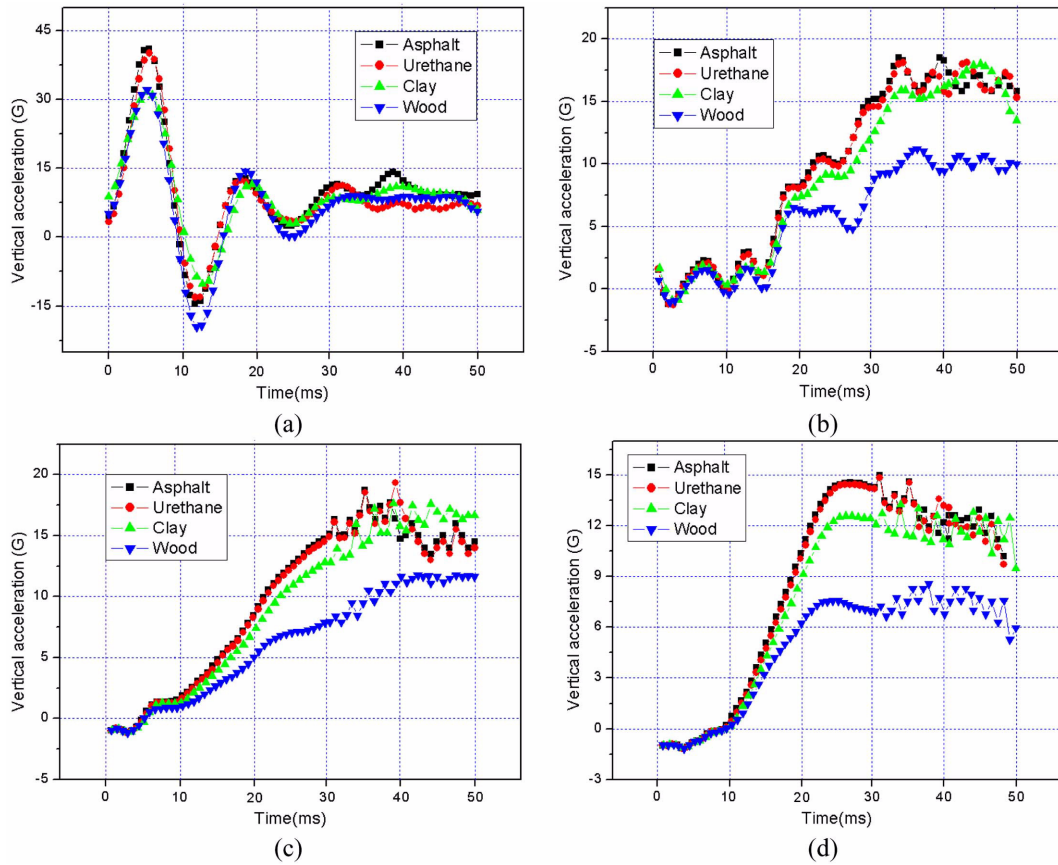 45
30
15
0
-15
Vertical acceleration (G)
Asphalt
Urethane
Clay
Wood
0 10 20 30 40 50
Time(ms)
(a)
20
15
10
5
0
-5
Vertical acceleration (G)
Asphalt
Urethane
Clay
Wood
0 10 20 30 40 50
Time(ms)
(b)
20
15
10
5
0
-5
Vertical acceleration (G)
Asphalt
Urethane
Clay
Wood
0 10 20 30 40 50
Time(ms)
(c)
15
12
9
6
3
0
-3
Vertical acceleration (G)
Asphalt
Urethane
Clay
Wood
0 10 20 30 40 50
Time(ms)
(d)